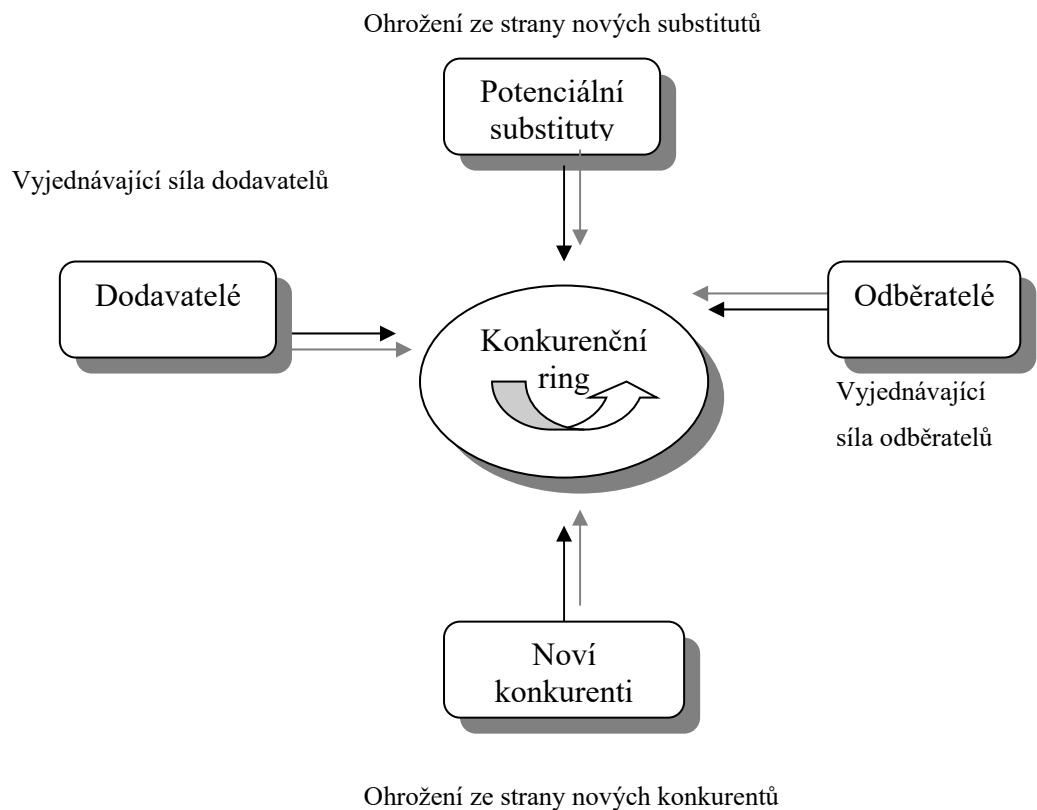 Ohrožení ze strany nových substitutů
Potenciální
substituty
Vyjednávající síla dodavatelů
Dodavatelé
Odběratelé
Konkurenční
ring
Vyjednávající
síla odběratelů
Noví
konkurenti
Ohrožení ze strany nových konkurentů